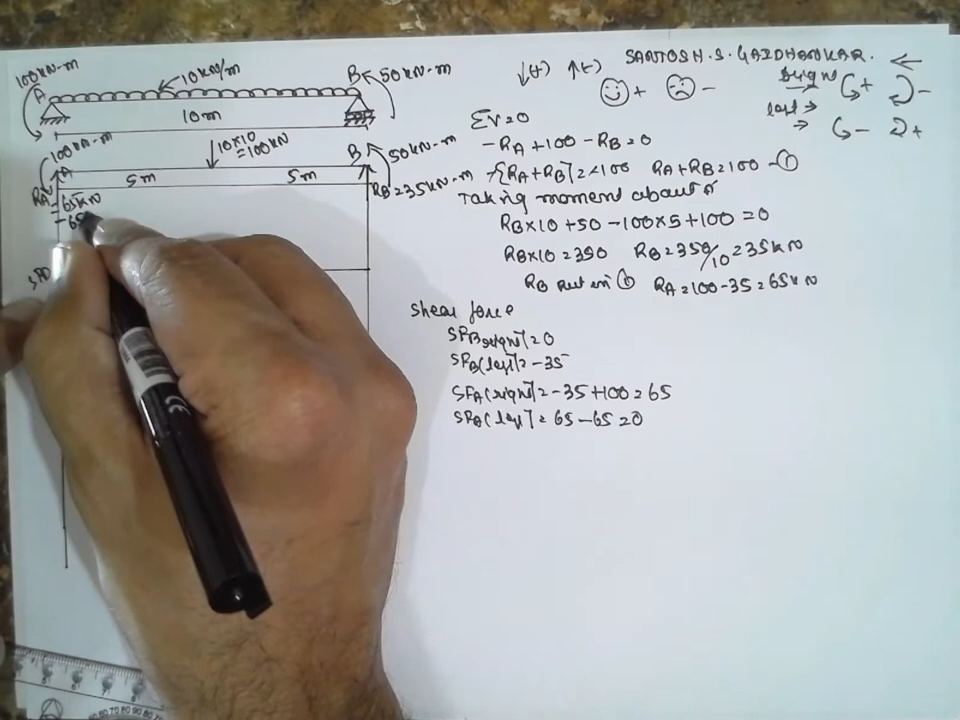 SANTOSH.S.GAIDHANKAR.
100kN-m
10kN/m
50kN-m
A
B
10m
↓(+) ↑(-)
+
-
right
+
-
left →
→
-
+
100kN-m
10×10
=100kN
50kN-m
A
B
5m
5m
RA
=65kN
RB=35kN-m
-65
ΣV=0
-RA+100-RB=0
-{RA+RB}=-100 RA+RB=100-①
Taking moment about A
RB×10+50-100×5+100=0
RB×10=350 RB=350/10=35kN
RB put in ① RA=100-35=65kN
Shear force
SFB(right)=0
SFB(left)=-35
SFA(right)=-35+100=65
SFA(left)=65-65=0